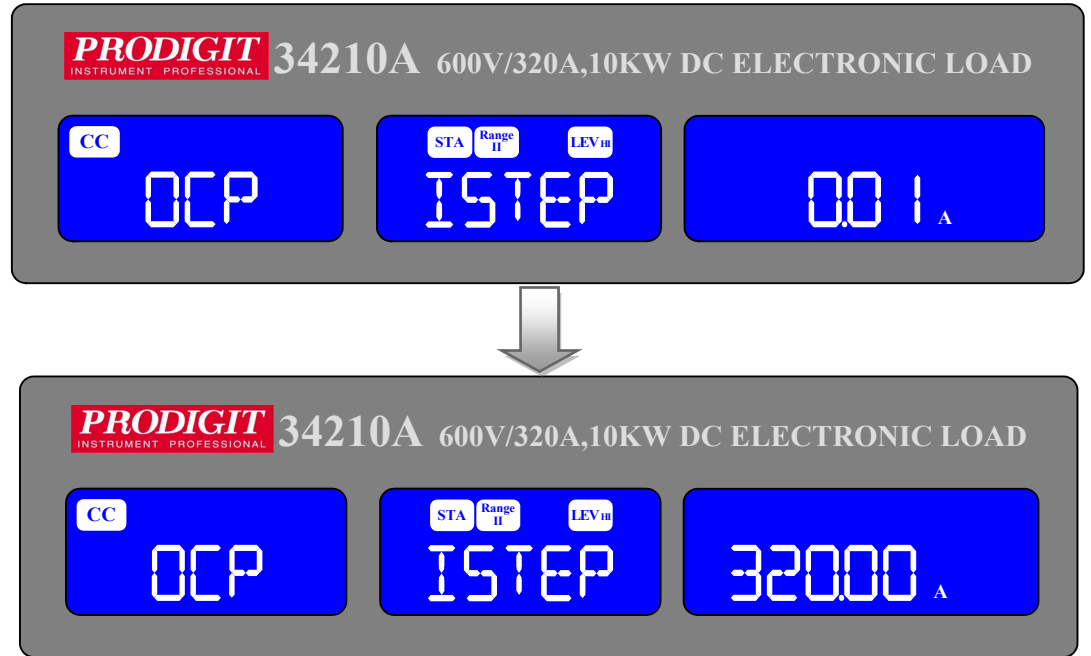 PRODIGIT 34210A 600V/320A,10KW DC ELECTRONIC LOAD
INSTRUMENT PROFESSIONAL
CC STA Range II LEV HI
OCP ISTEP 0.01 A
PRODIGIT 34210A 600V/320A,10KW DC ELECTRONIC LOAD
INSTRUMENT PROFESSIONAL
CC STA Range II LEV HI
OCP ISTEP 320.00 A